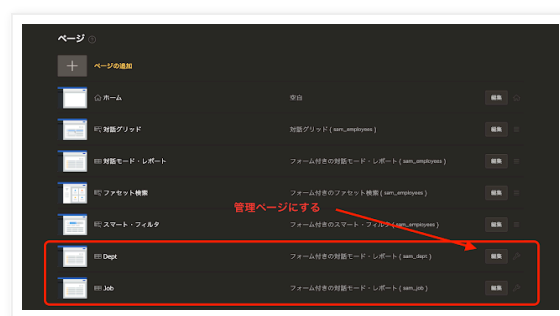 ページ
ページの追加
ホーム 空白 編集
対話グリッド 対話グリッド ( sam_employees ) 編集
対話モード・レポート フォーム付きの対話モード・レポート ( sam_employees ) 編集
ファセット検索 フォーム付きのファセット検索 ( sam_employees ) 編集
管理ページにする
スマート・フィルタ フォーム付きのスマート・フィルタ ( sam_employees ) 編集
Dept フォーム付きの対話モード・レポート ( sam_dept ) 編集
Job フォーム付きの対話モード・レポート ( sam_job ) 編集